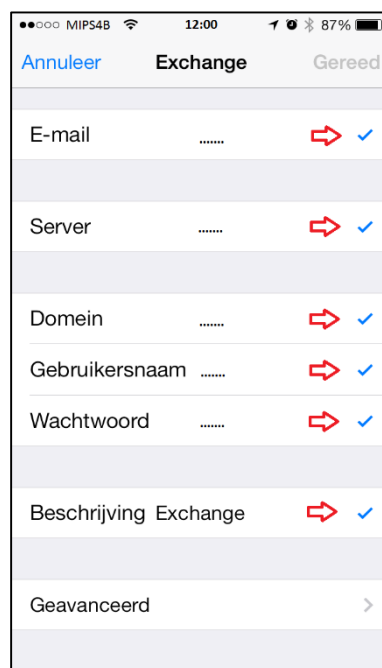 MIPS4B 12:00 87%
Annuleer Exchange Gereed
E-mail .......
Server .......
Domein .......
Gebruikersnaam .......
Wachtwoord .......
Beschrijving Exchange
Geavanceerd